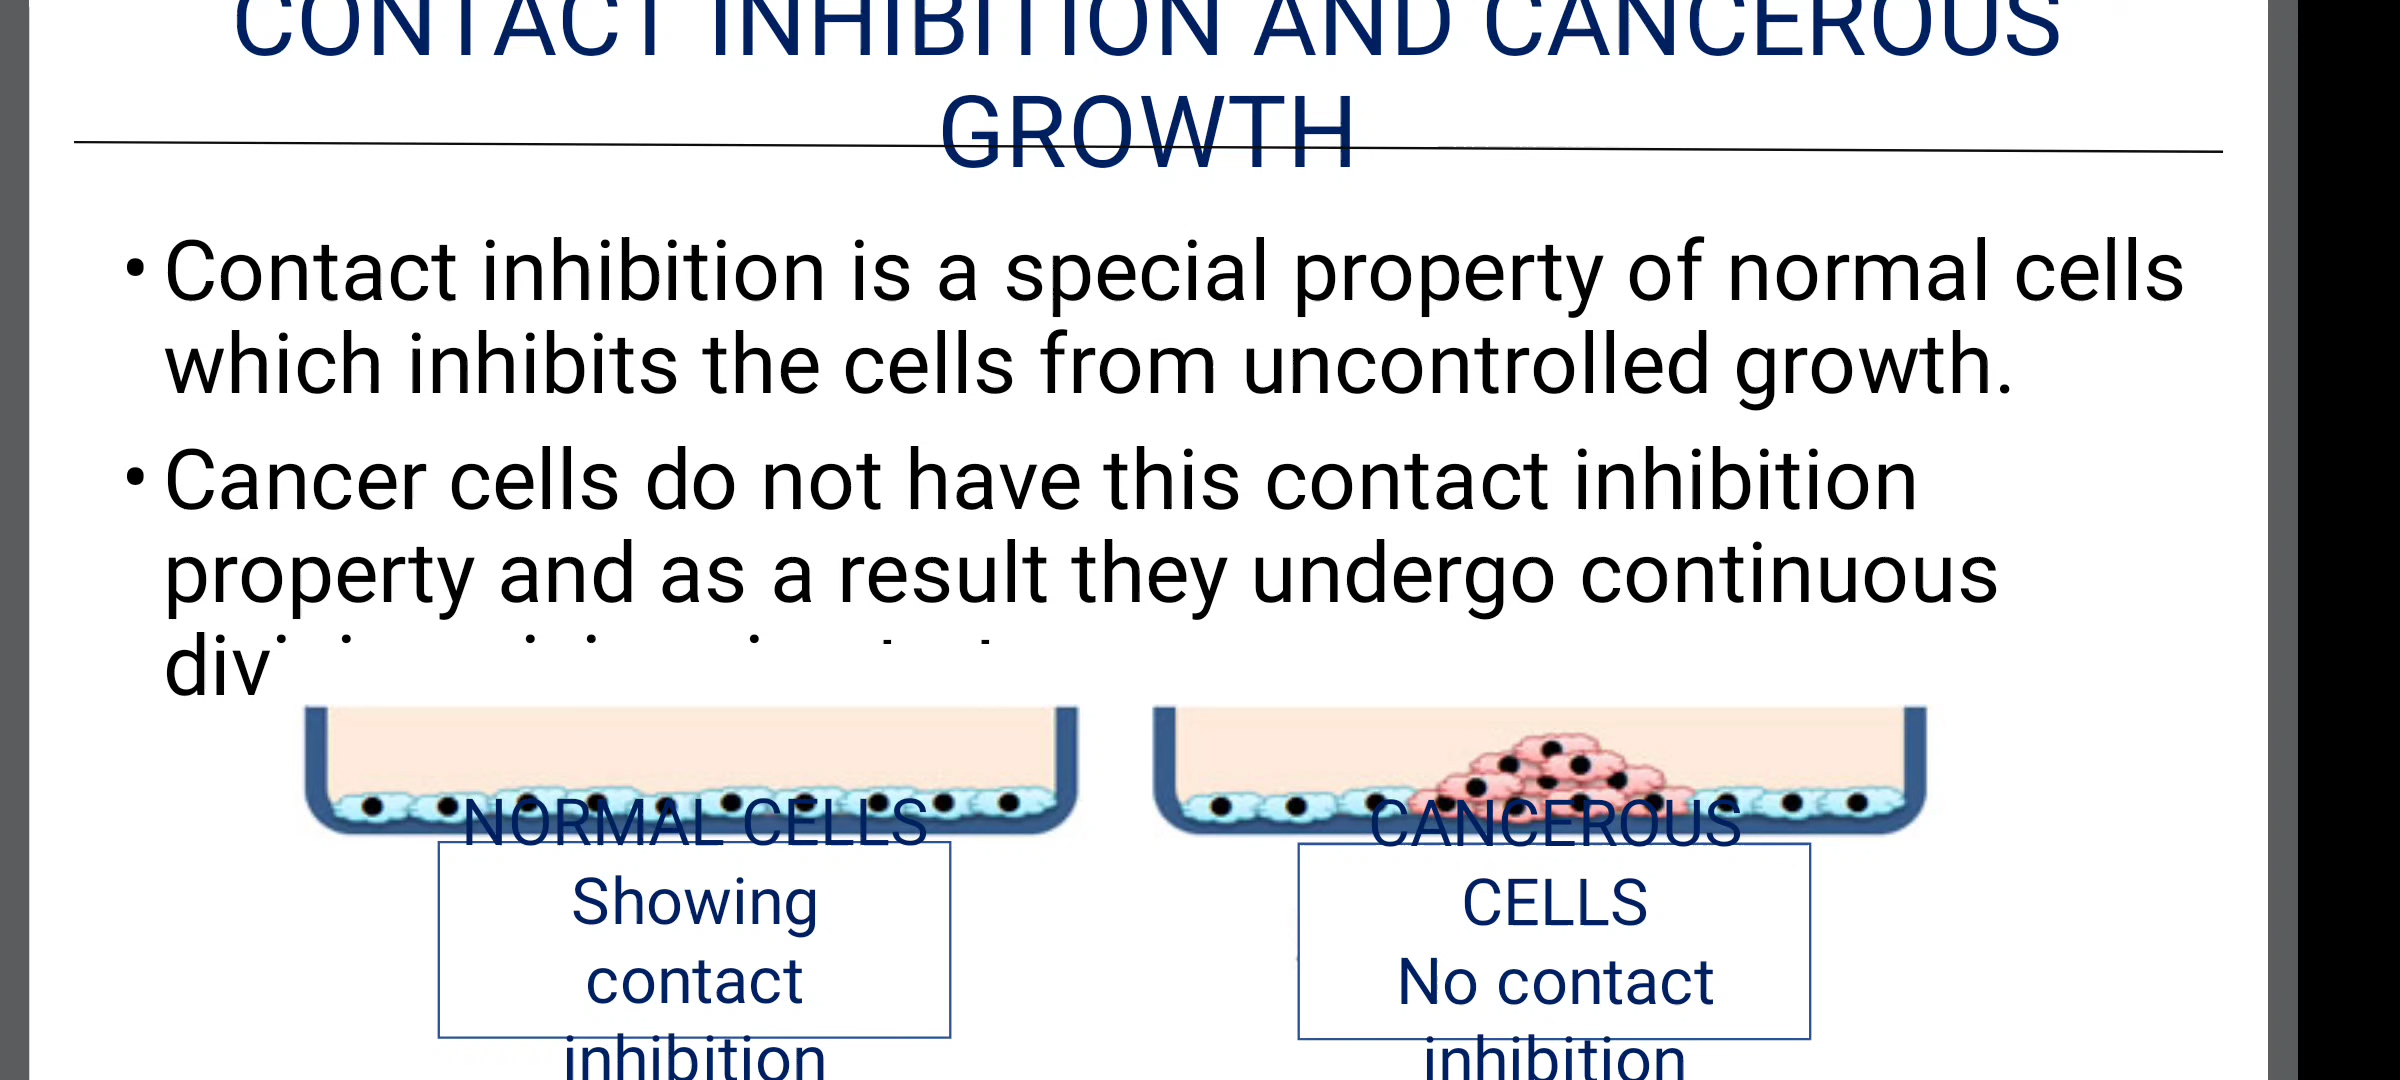 CONTACT INHIBITION AND CANCEROUS
GROWTH
• Contact inhibition is a special property of normal cells
which inhibits the cells from uncontrolled growth.
• Cancer cells do not have this contact inhibition
property and as a result they undergo continuous
NORMAL CELLS
Showing
contact
inhibition
CANCEROUS
CELLS
No contact
inhibition